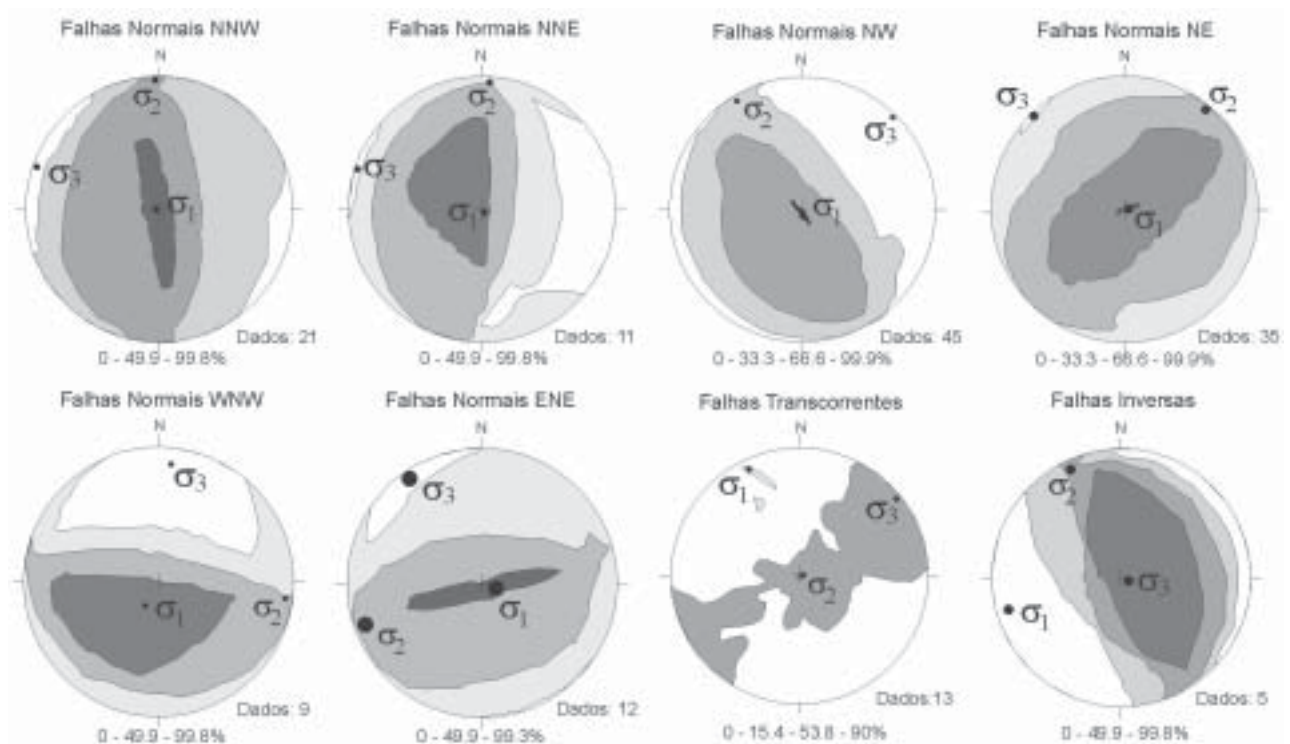 Falhas Normais NNW
N
σ2
σ3
σ1
Dados: 21
0 - 49.9 - 99.8%
Falhas Normais NNE
N
σ2
σ3
σ1
Dados: 11
0 - 49.9 - 99.8%
Falhas Normais NW
N
σ2
σ3
σ1
Dados: 45
0 - 33.3 - 66.6 - 99.9%
Falhas Normais NE
N
σ3
σ2
σ1
Dados: 35
0 - 33.3 - 66.6 - 99.9%
Falhas Normais WNW
N
σ3
σ1
σ2
Dados: 9
0 - 49.9 - 99.8%
Falhas Normais ENE
N
σ3
σ1
σ2
Dados: 12
0 - 49.9 - 99.3%
Falhas Transcorrentes
N
σ1
σ3
σ2
Dados:13
0 - 15.4 - 53.8 - 90%
Falhas Inversas
N
σ2
σ3
σ1
Dados: 5
0 - 49.9 - 99.8%